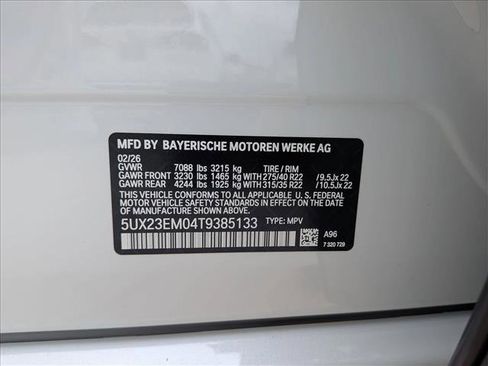 MFD BY BAYERISCHE MOTOREN WERKE AG
02/26
GVWR 7088 lbs 3215 kg TIRE / RIM
GAWR FRONT 3230 lbs 1465 kg WITH 275/40 R22 / 9.5Jx 22
GAWR REAR 4244 lbs 1925 kg WITH 315/35 R22 / 10.5Jx 22
THIS VEHICLE CONFORMS TO ALL APPLICABLE U. S. FEDERAL
MOTOR VEHICLE SAFETY STANDARDS IN EFFECT ON THE
DATE OF MANUFACTURE SHOWN ABOVE.
5UX23EM04T9385133 TYPE: MPV
A96
7 320 729